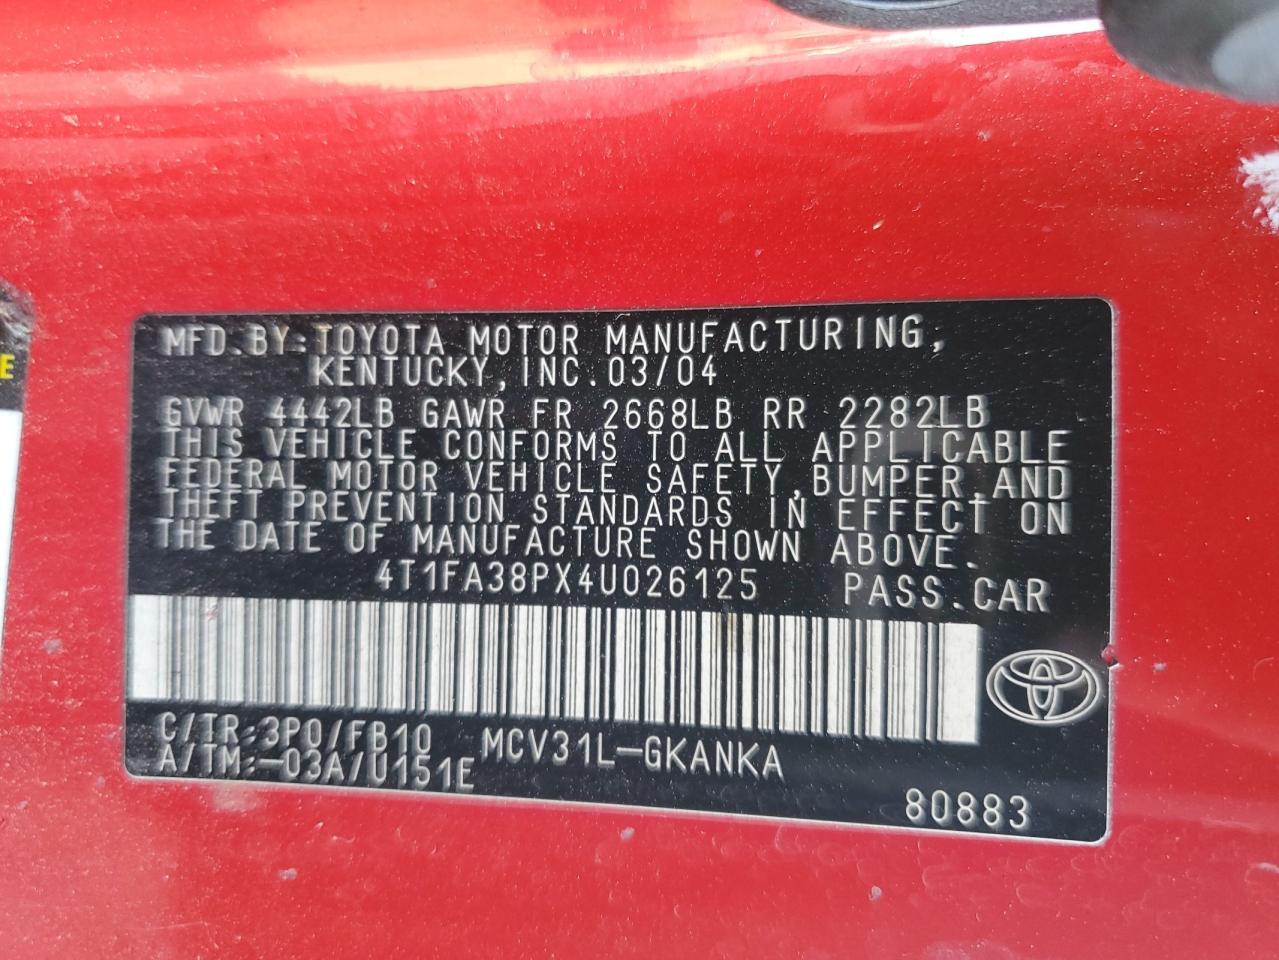 MFD. BY: TOYOTA MOTOR MANUFACTURING,
KENTUCKY, INC. 03/04
GVWR 4442LB GAWR FR 2668LB RR 2282LB
THIS VEHICLE CONFORMS TO ALL APPLICABLE
FEDERAL MOTOR VEHICLE SAFETY, BUMPER, AND
THEFT PREVENTION STANDARDS IN EFFECT ON
THE DATE OF MANUFACTURE SHOWN ABOVE.
4T1FA38PX4U026125 PASS. CAR
C/TR: 3P0/FB10 MCV31L-GKANKA
A/TM: -03A/U151E
80883
E